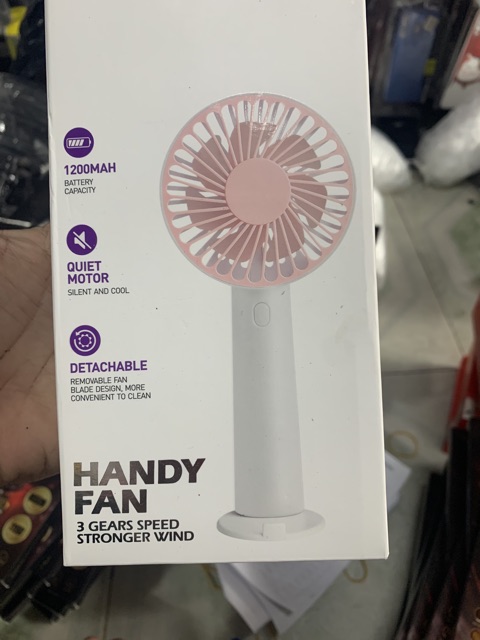 1200MAH
BATTERY
CAPACITY
QUIET
MOTOR
SILENT AND COOL
DETACHABLE
REMOVABLE FAN
BLADE DESIGN, MORE
CONVENIENT TO CLEAN
HANDY
FAN
3 GEARS SPEED
STRONGER WIND